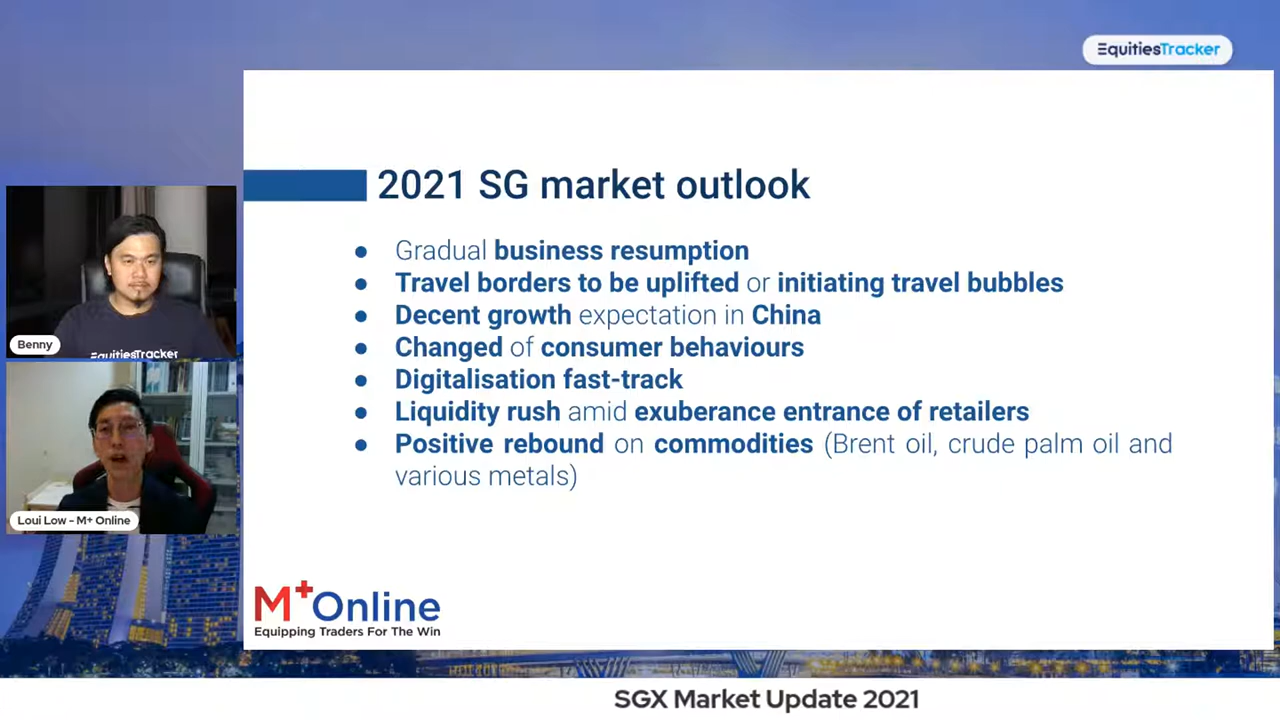 EquitiesTracker
2021 SG market outlook
● Gradual business resumption
● Travel borders to be uplifted or initiating travel bubbles
● Decent growth expectation in China
● Changed of consumer behaviours
● Digitalisation fast-track
● Liquidity rush amid exuberance entrance of retailers
● Positive rebound on commodities (Brent oil, crude palm oil and
various metals)
Benny
EquitiesTracker
Loui Low - M+ Online
M+Online
Equipping Traders For The Win
SGX Market Update 2021